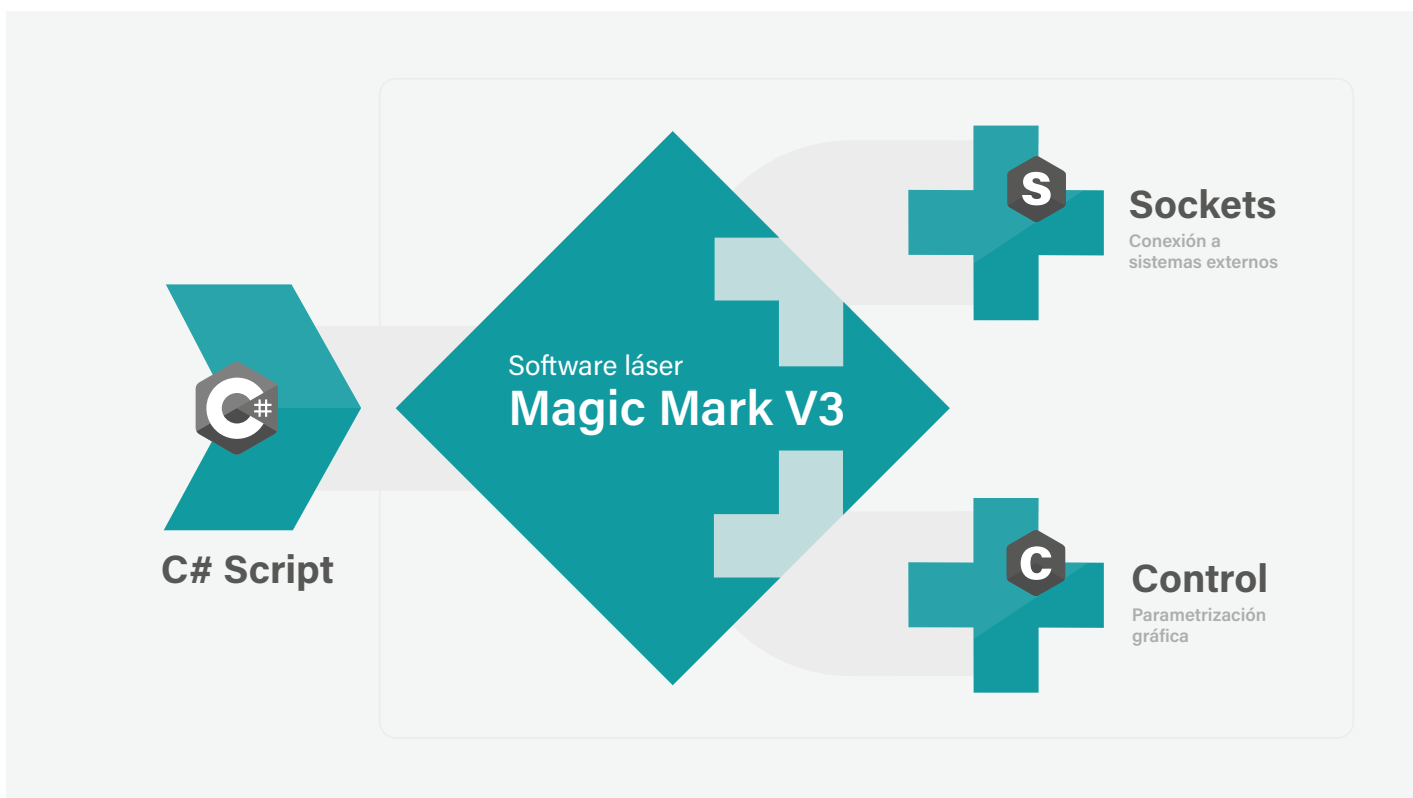 C#
C# Script
Software láser
Magic Mark V3
S
Sockets
Conexión a
sistemas externos
C
Control
Parametrización
gráfica